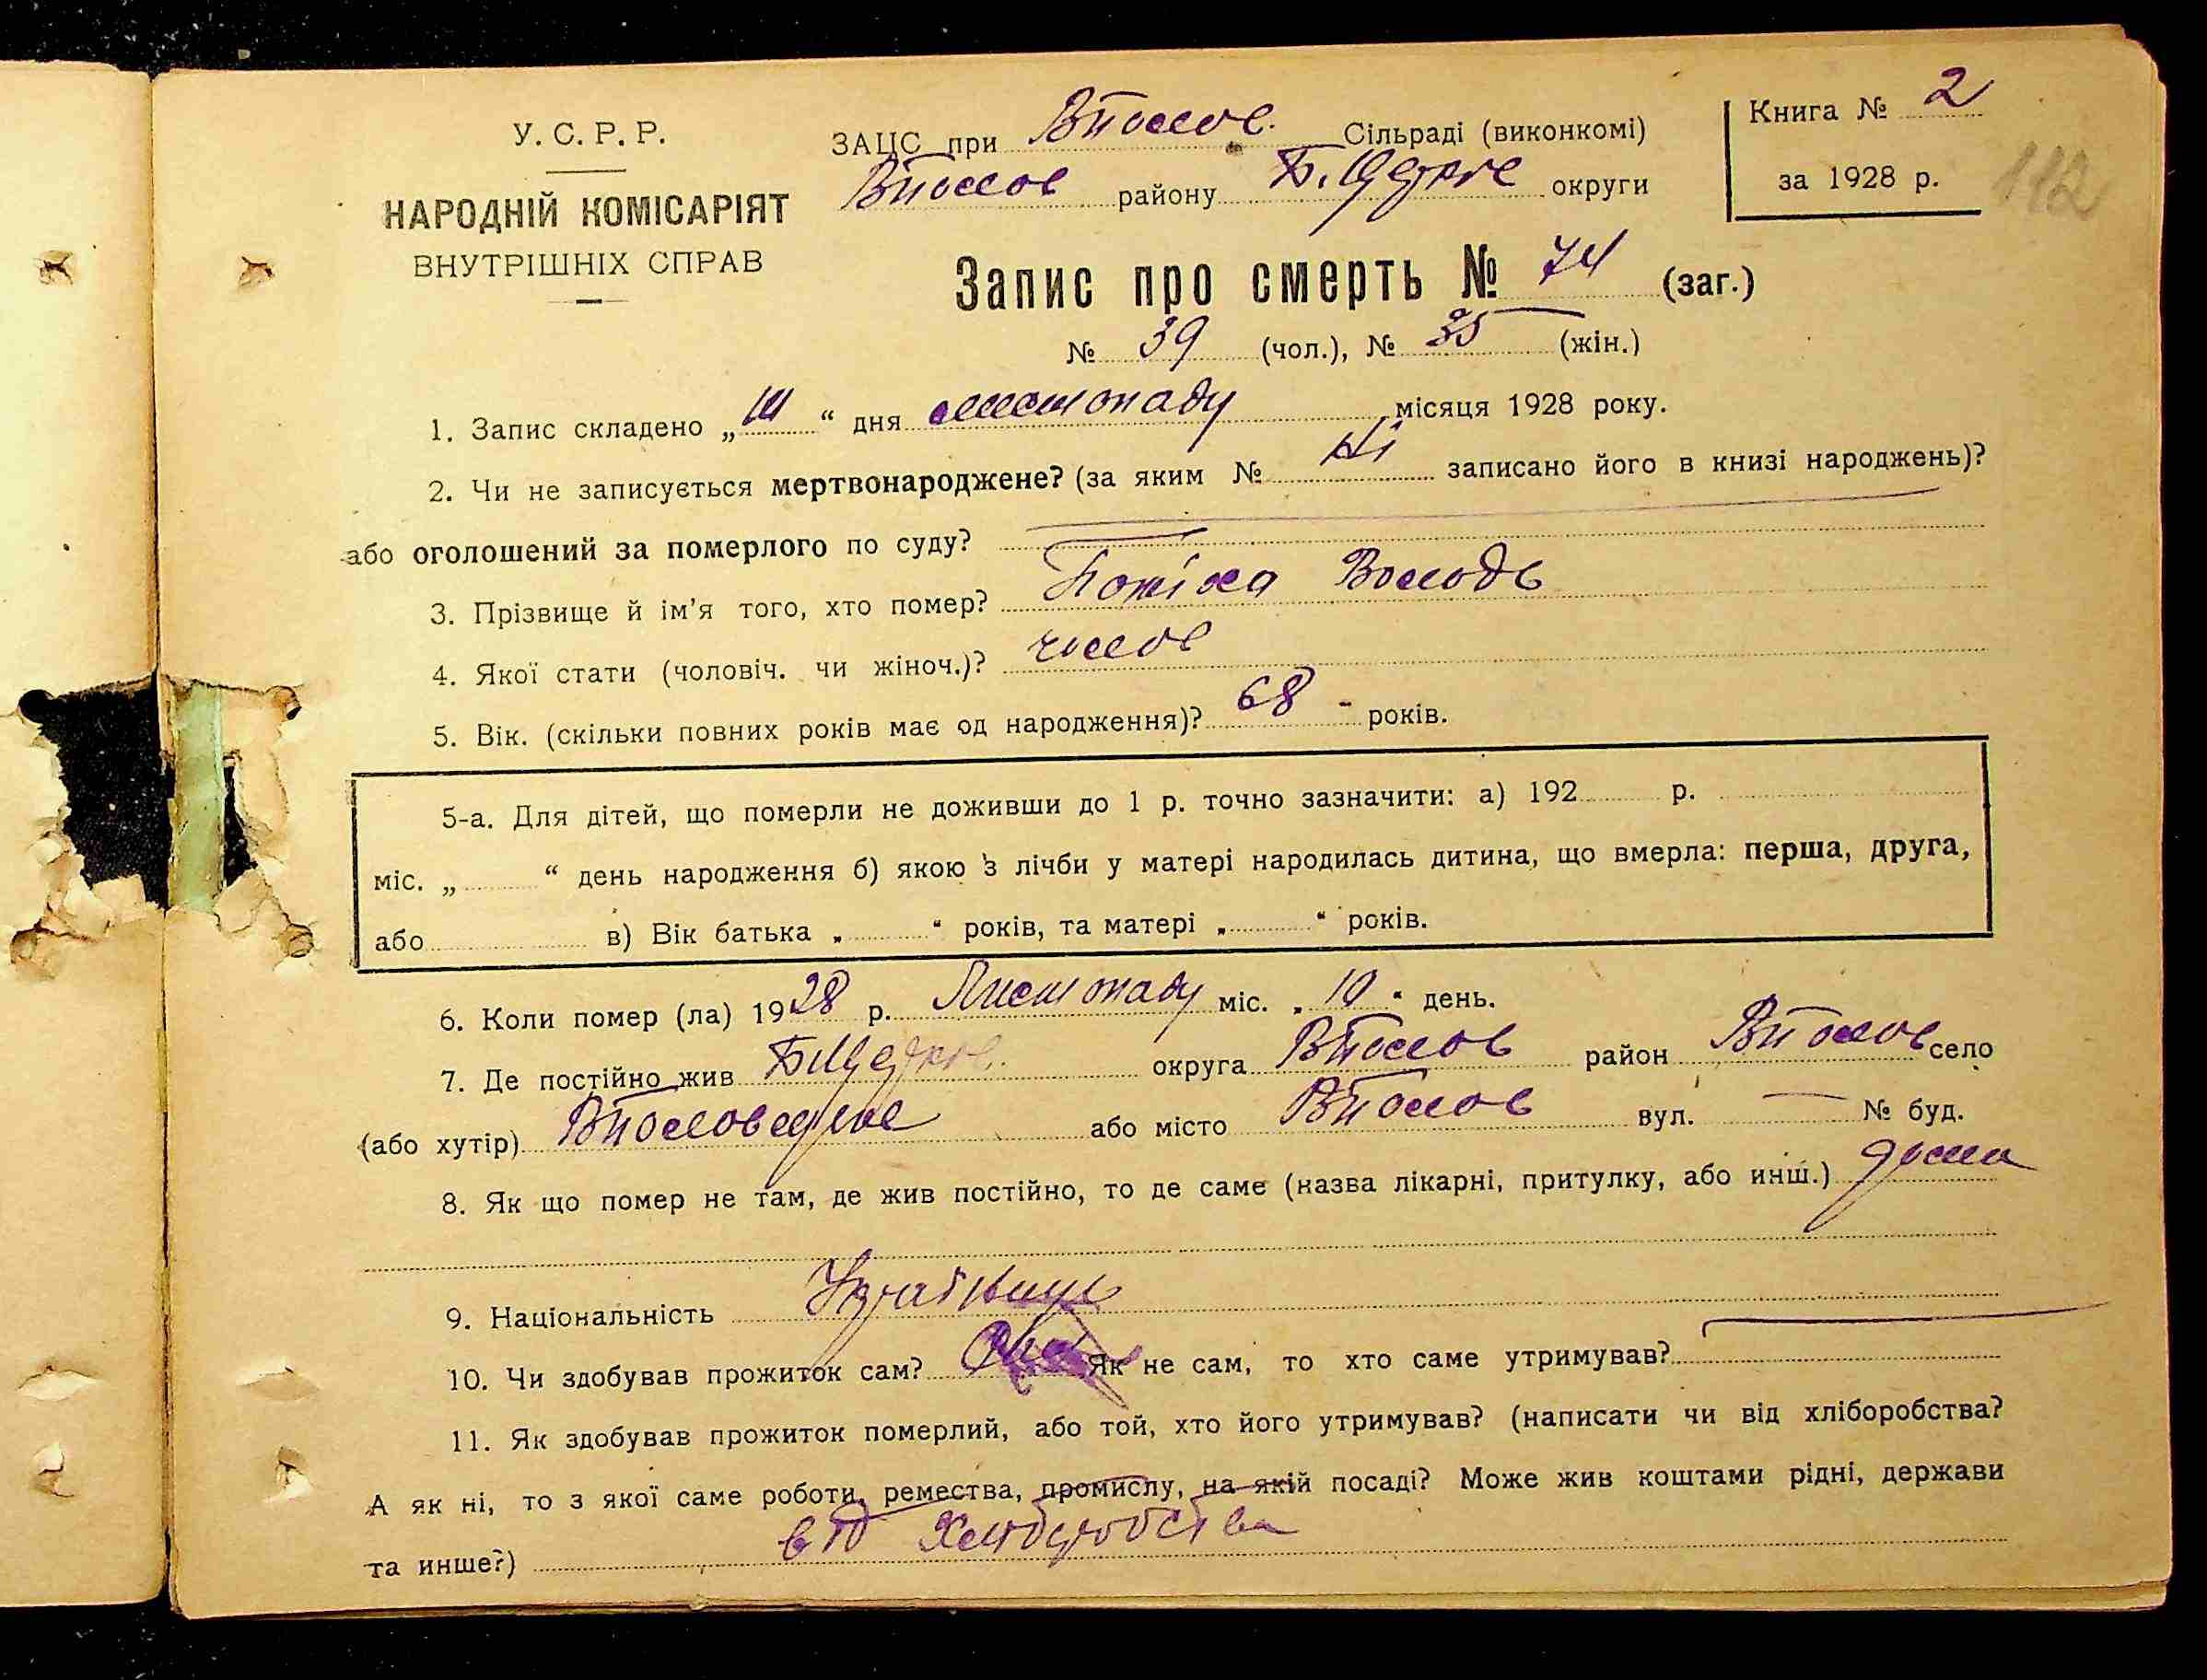 У. С. Р. Р.
НАРОДНІЙ КОМІСАРІЯТ
ВНУТРІШНІХ СПРАВ
ЗАЦС при Вчослов. Сільраді (виконкомі)
району Б. Церкве округи
Книга № 2
за 1928 р.
112
Запис про смерть № 74 (заг.)
№ 39 (чол.), № 35 (жін.)
1. Запис складено „ “ дня листопаду місяця 1928 року.
2. Чи не записується мертвонароджене? (за яким № Ні записано його в книзі народжень)?
або оголошений за померлого по суду?
3. Прізвище й ім'я того, хто помер?
4. Якої стати (чоловіч. чи жіноч.)? чолов
5. Вік. (скільки повних років має од народження)? 68 - років.
5-а. Для дітей, що померли не доживши до 1 р. точно зазначити: а) 192 р.
міс. „ “ день народження б) якою з лічби у матері народилась дитина, що вмерла: перша, друга,
або в) Вік батька „ “ років, та матері „ “ років.
6. Коли помер (ла) 1928 р. Листопаду міс. „ 10 “ день.
7. Де постійно жив БЦерков. округа район село
(або хутір) або місто вул. — № буд.
8. Як що помер не там, де жив постійно, то де саме (назва лікарні, притулку, або инш.) дома
9. Національність Українець
10. Чи здобував прожиток сам? Як не сам, то хто саме утримував?
11. Як здобував прожиток померлий, або той, хто його утримував? (написати чи від хліборобства?
А як ні, то з якої саме роботи, ремества, промислу, на якій посаді? Може жив коштами рідні, держави
та инше?) від Хліборобства